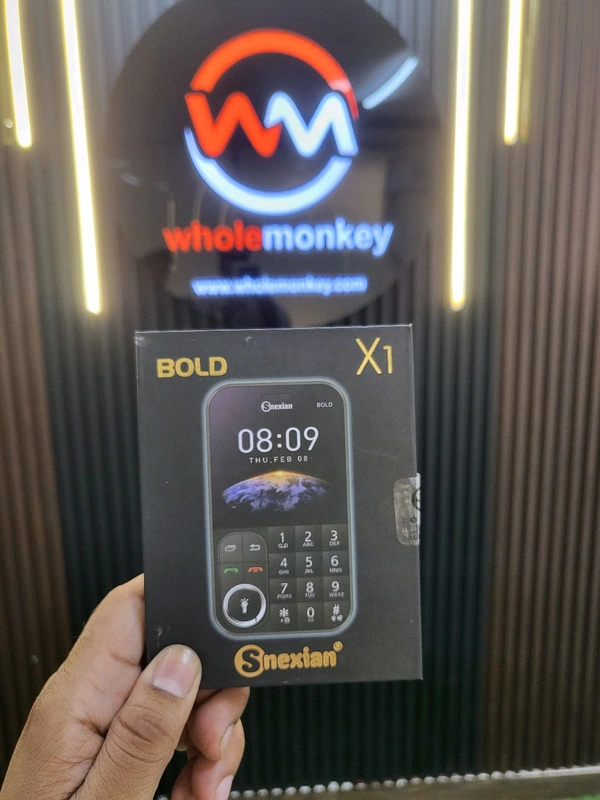 WM
wholemonkey
www.wholemonkey.com
BOLD X1
Snexian BOLD
08:09
THU, FEB 08
1 2 ABC 3 DEF
4 GHI 5 JKL 6 MNO
7 PQRS 8 TUV 9 WXYZ
* 0 #
Snexian